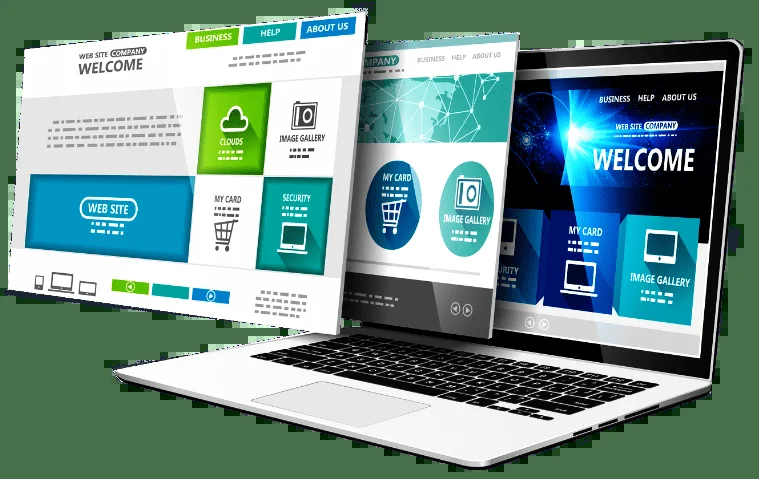 BUSINESS
HELP
ABOUT US
WEB SITE COMPANY
WELCOME
CLOUDS
IMAGE GALLERY
WEB SITE
MY CARD
SECURITY
BUSINESS HELP ABOUT US
MY CARD
IMAGE GALLERY
BUSINESS HELP ABOUT US
WEB SITE COMPANY
WELCOME
MY CARD
IMAGE GALLERY